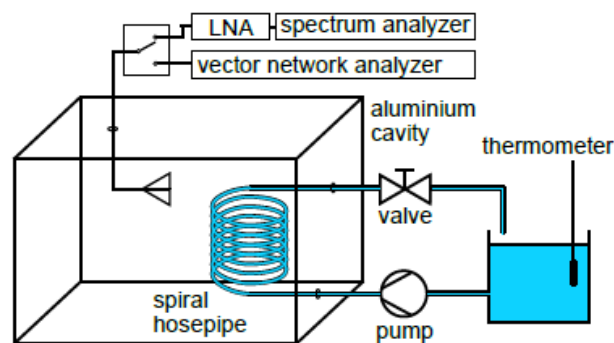 LNA
spectrum analyzer
vector network analyzer
aluminium
cavity
thermometer
valve
spiral
hosepipe
pump